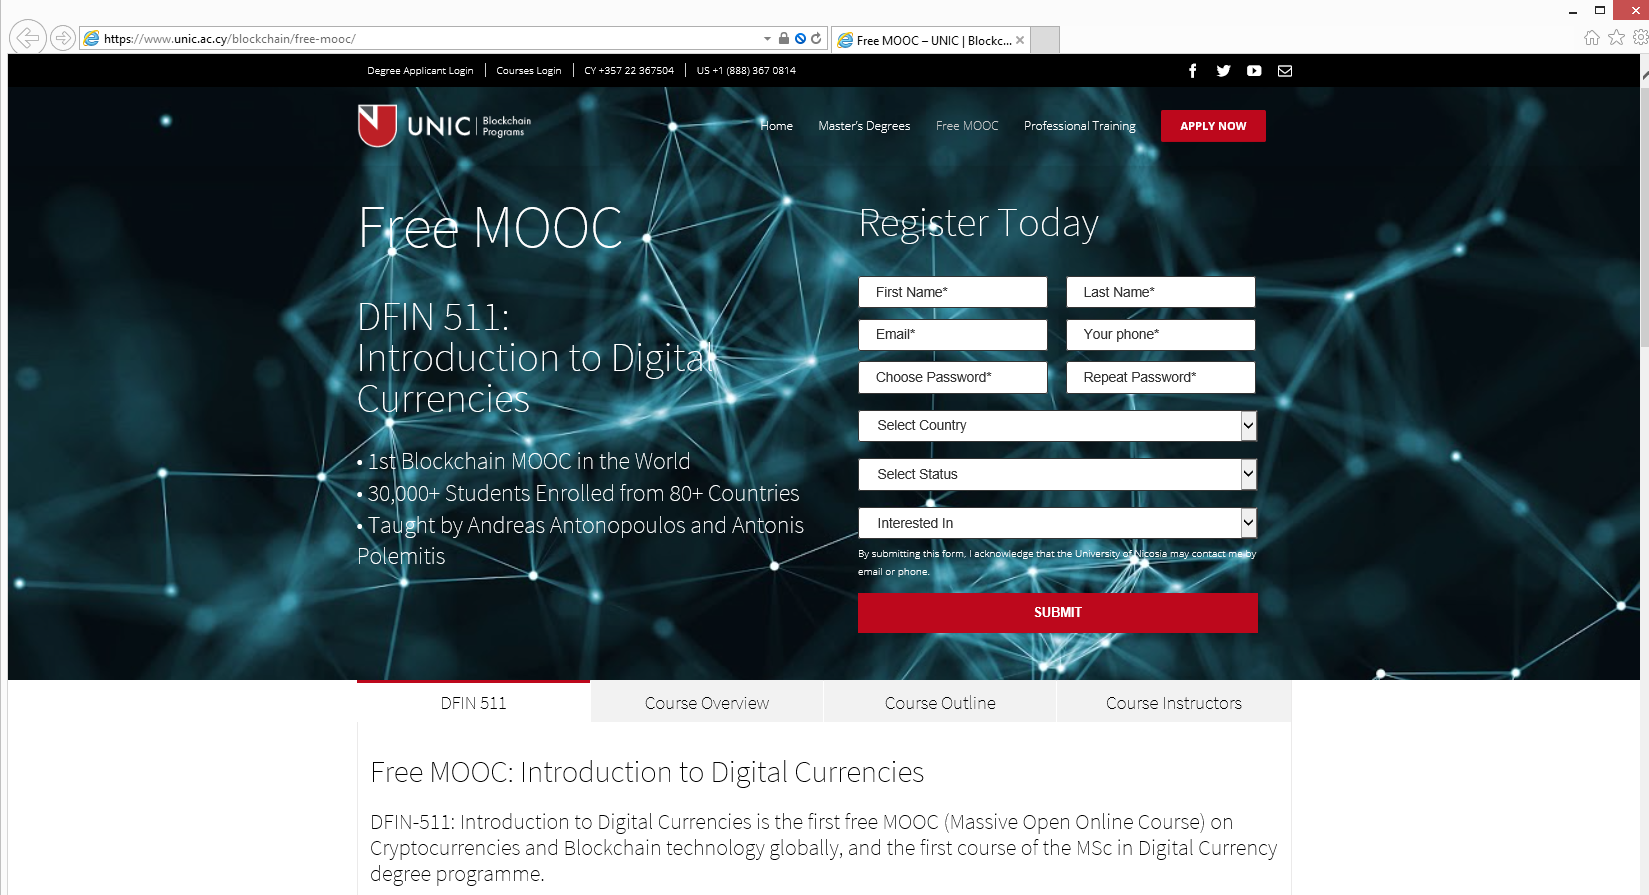 https://www.unic.ac.cy/blockchain/free-mooc/
Free MOOC – UNIC | Blockc...
Degree Applicant Login | Courses Login | CY +357 22 367504 | US +1 (888) 367 0814
UNIC | Blockchain Programs
Home Master's Degrees Free MOOC Professional Training APPLY NOW
Free MOOC
DFIN 511:
Introduction to Digital
Currencies
• 1st Blockchain MOOC in the World
• 30,000+ Students Enrolled from 80+ Countries
• Taught by Andreas Antonopoulos and Antonis
Polemitis
Register Today
First Name* Last Name*
Email* Your phone*
Choose Password* Repeat Password*
Select Country
Select Status
Interested In
By submitting this form, I acknowledge that the University of Nicosia may contact me by
email or phone.
SUBMIT
DFIN 511 Course Overview Course Outline Course Instructors
Free MOOC: Introduction to Digital Currencies
DFIN-511: Introduction to Digital Currencies is the first free MOOC (Massive Open Online Course) on
Cryptocurrencies and Blockchain technology globally, and the first course of the MSc in Digital Currency
degree programme.